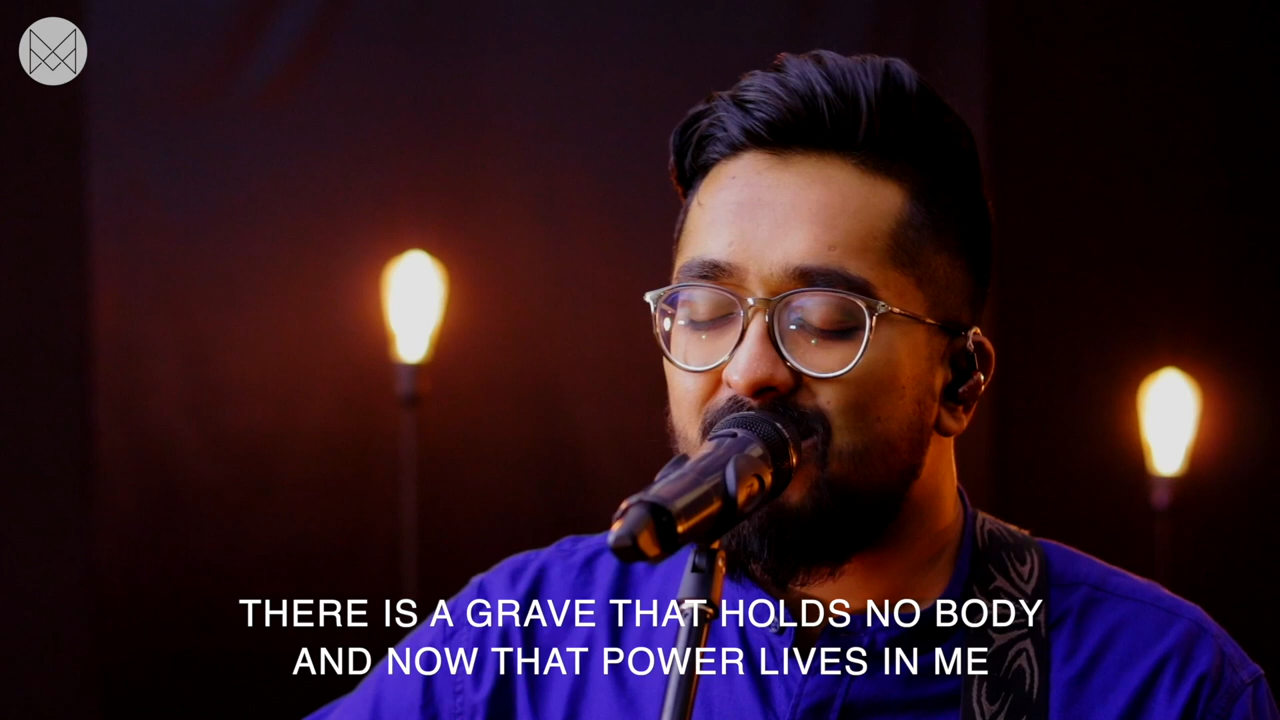 THERE IS A GRAVE THAT HOLDS NO BODY
AND NOW THAT POWER LIVES IN ME